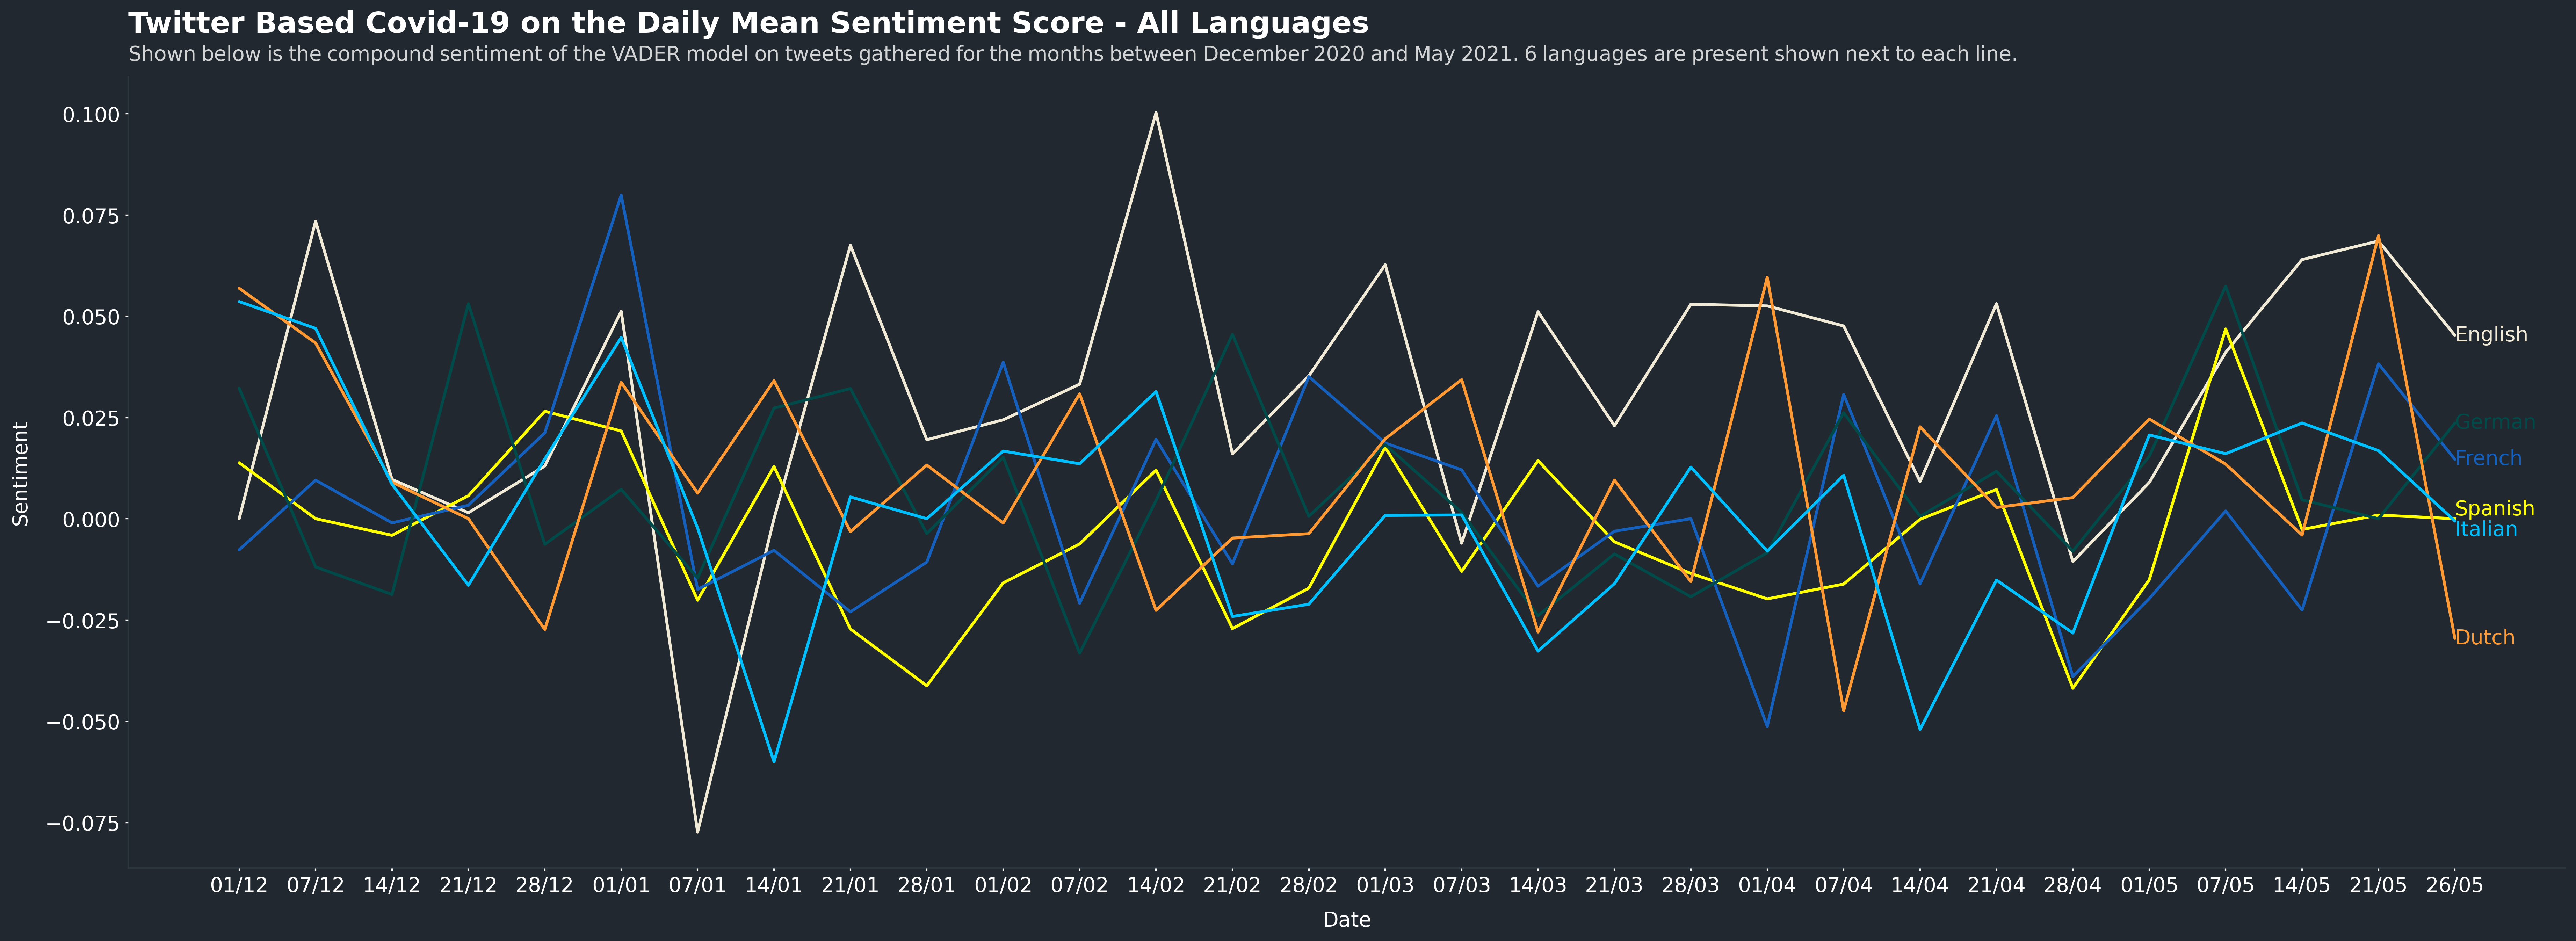 Twitter Based Covid-19 on the Daily Mean Sentiment Score - All Languages
Shown below is the compound sentiment of the VADER model on tweets gathered for the months between December 2020 and May 2021. 6 languages are present shown next to each line.
0.100
0.075
0.050
0.025
0.000
−0.025
−0.050
−0.075
Sentiment
English
German
French
Spanish
Italian
Dutch
01/12 07/12 14/12 21/12 28/12 01/01 07/01 14/01 21/01 28/01 01/02 07/02 14/02 21/02 28/02 01/03 07/03 14/03 21/03 28/03 01/04 07/04 14/04 21/04 28/04 01/05 07/05 14/05 21/05 26/05
Date